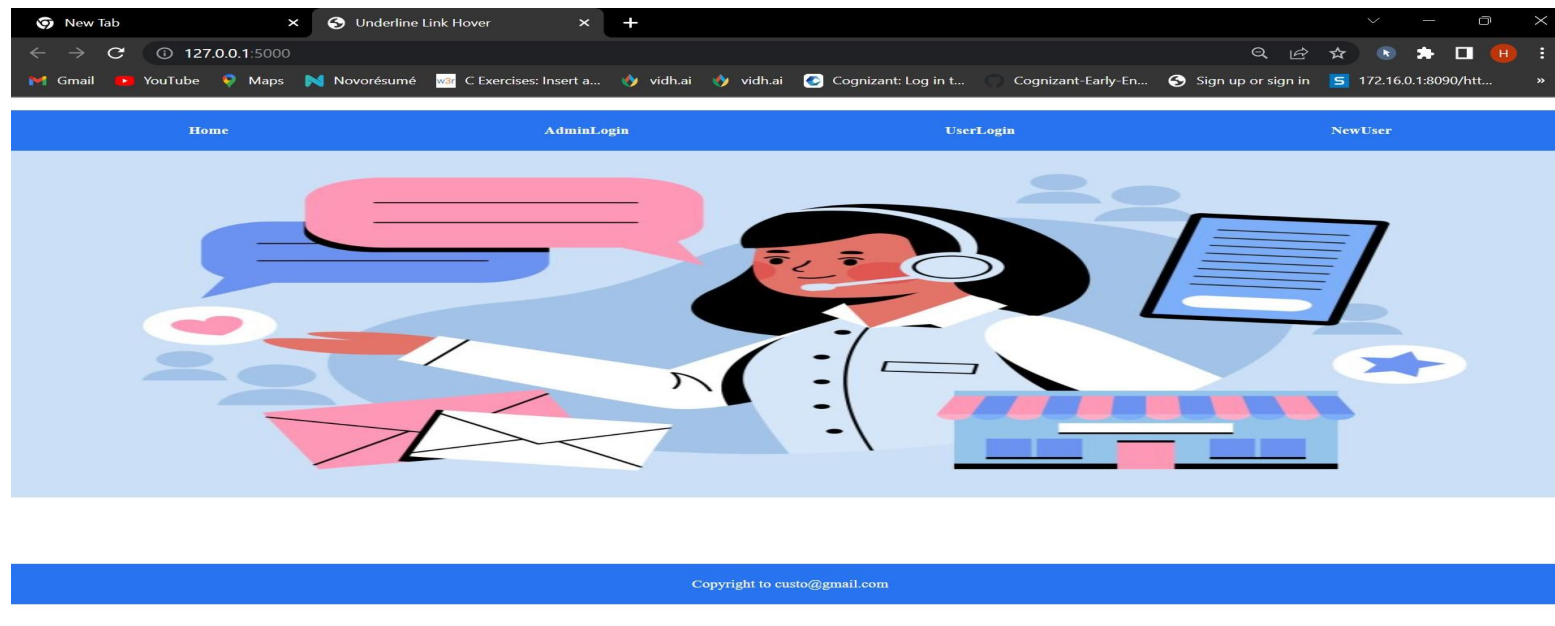 New Tab Underline Link Hover
127.0.0.1:5000 H
Gmail YouTube Maps Novorésumé w3r C Exercises: Insert a... vidh.ai vidh.ai Cognizant: Log in t... Cognizant-Early-En... Sign up or sign in S 172.16.0.1:8090/htt... »
Home AdminLogin UserLogin NewUser
Copyright to custo@gmail.com